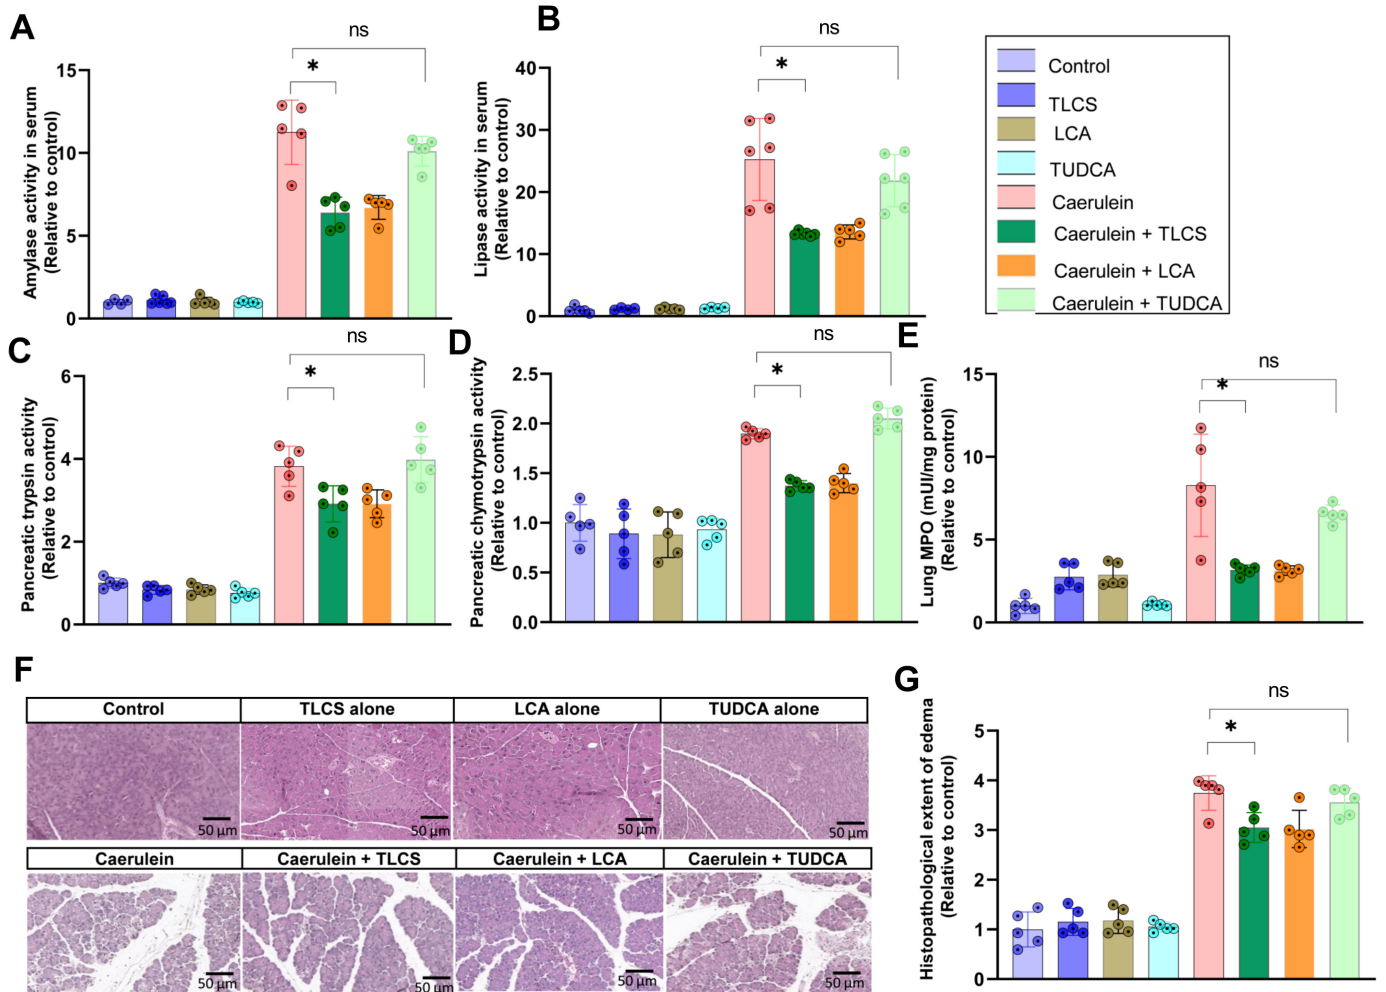 A
ns
*
15
10
5
0
Amylase activity in serum
(Relative to control)
B
ns
*
40
30
20
10
0
Lipase activity in serum
(Relative to control)
Control
TLCS
LCA
TUDCA
Caerulein
Caerulein + TLCS
Caerulein + LCA
Caerulein + TUDCA
C
ns
*
6
4
2
0
Pancreatic trypsin activity
(Relative to control)
D
ns
*
2.5
2.0
1.5
1.0
0.5
0.0
Pancreatic chymotrypsin activity
(Relative to control)
E
ns
*
15
10
5
0
Lung MPO (mUI/mg protein)
(Relative to control)
F
Control
TLCS alone
LCA alone
TUDCA alone
50 µm
50 µm
50 µm
50 µm
Caerulein
Caerulein + TLCS
Caerulein + LCA
Caerulein + TUDCA
50 µm
50 µm
50 µm
50 µm
G
ns
*
5
4
3
2
1
0
Histopathological extent of edema
(Relative to control)